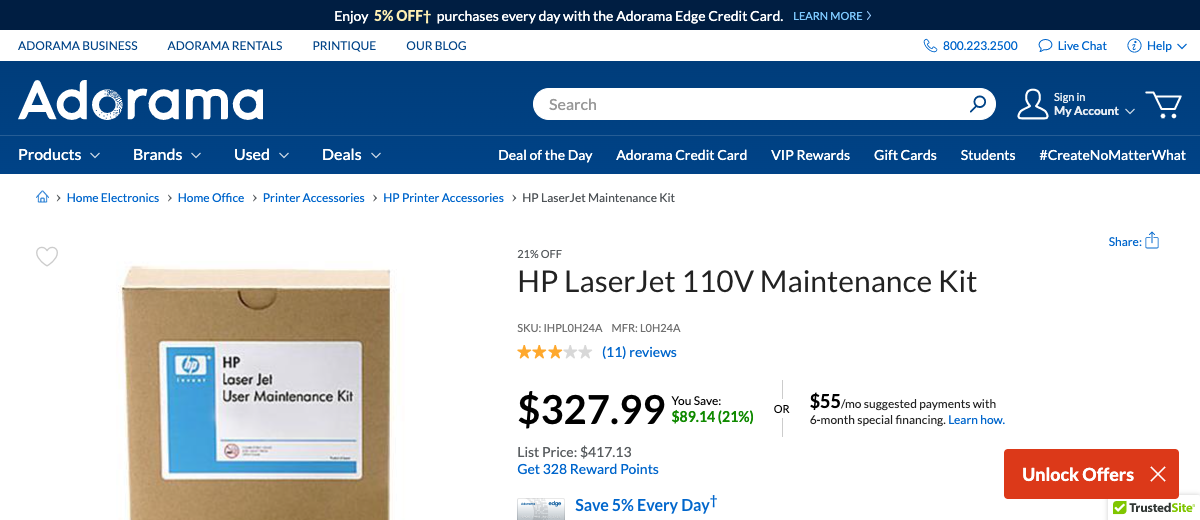 Enjoy 5% OFF† purchases every day with the Adorama Edge Credit Card. LEARN MORE
ADORAMA BUSINESS ADORAMA RENTALS PRINTIQUE OUR BLOG 800.223.2500 Live Chat Help
Adorama
Search
Sign in
My Account
Products Brands Used Deals Deal of the Day Adorama Credit Card VIP Rewards Gift Cards Students #CreateNoMatterWhat
Home Electronics Home Office Printer Accessories HP Printer Accessories HP LaserJet Maintenance Kit
Share:
21% OFF
HP LaserJet 110V Maintenance Kit
SKU: IHPL0H24A MFR: L0H24A
(11) reviews
$327.99
You Save:
$89.14 (21%)
OR
$55/mo suggested payments with
6-month special financing. Learn how.
List Price: $417.13
Get 328 Reward Points
Save 5% Every Day†
hp
invent
HP
Laser Jet
User Maintenance Kit
Unlock Offers
TrustedSite